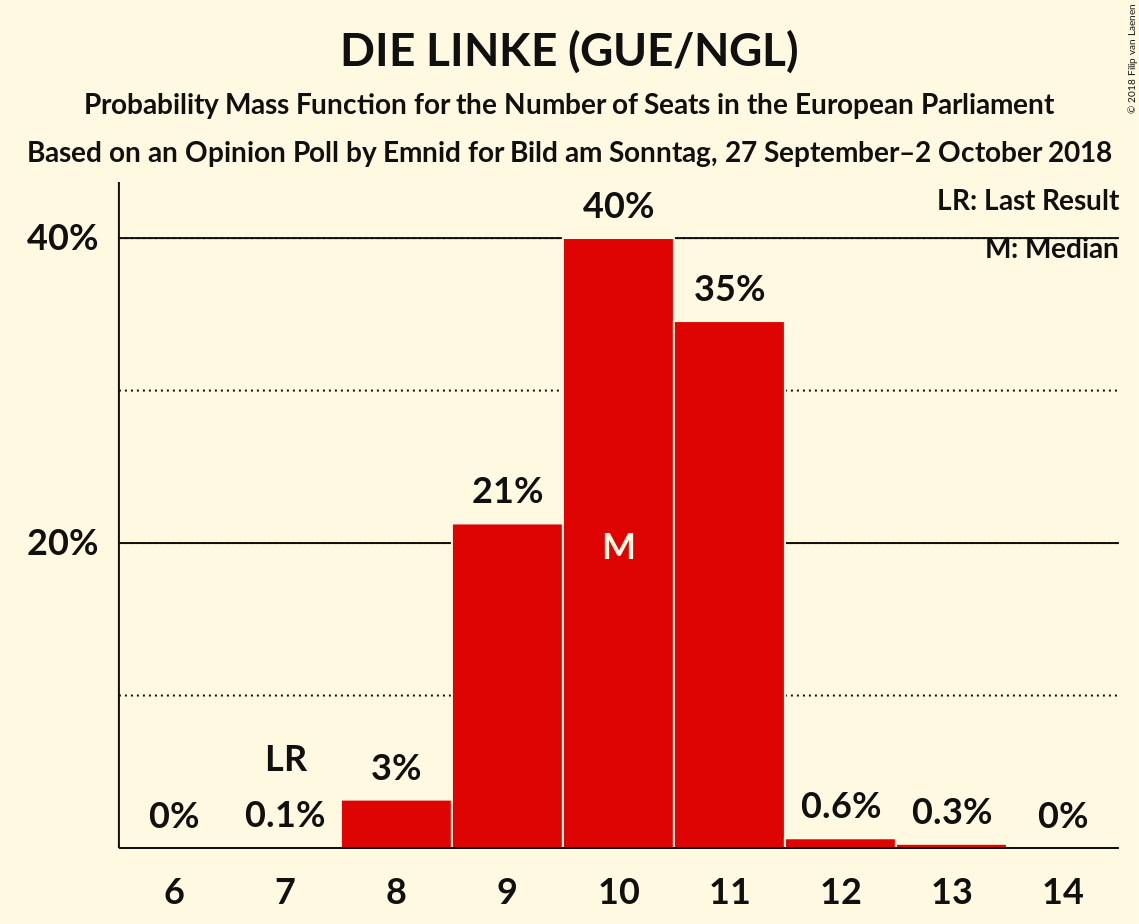 DIE LINKE (GUE/NGL)
Probability Mass Function for the Number of Seats in the European Parliament
Based on an Opinion Poll by Emnid for Bild am Sonntag, 27 September–2 October 2018
© 2018 Filip van Laenen
LR: Last Result
M: Median
40%
20%
0%
LR
0.1%
3%
21%
40%
M
35%
0.6%
0.3%
0%
6 7 8 9 10 11 12 13 14